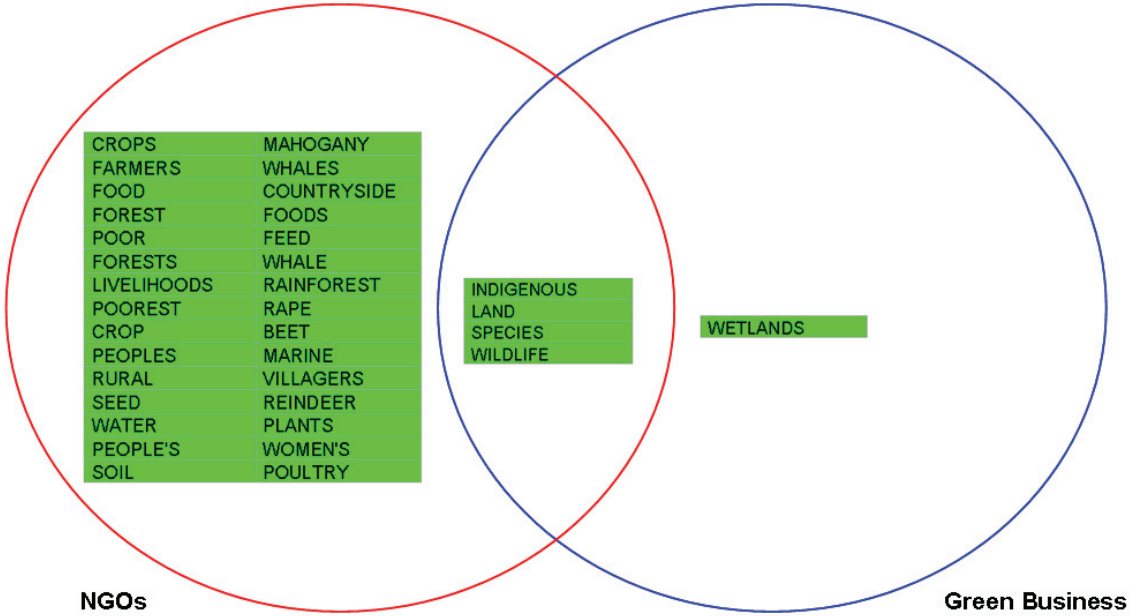 CROPS MAHOGANY
FARMERS WHALES
FOOD COUNTRYSIDE
FOREST FOODS
POOR FEED
FORESTS WHALE
LIVELIHOODS RAINFOREST
POOREST RAPE
CROP BEET
PEOPLES MARINE
RURAL VILLAGERS
SEED REINDEER
WATER PLANTS
PEOPLE'S WOMEN'S
SOIL POULTRY
INDIGENOUS
LAND
SPECIES
WILDLIFE
WETLANDS
NGOs
Green Business